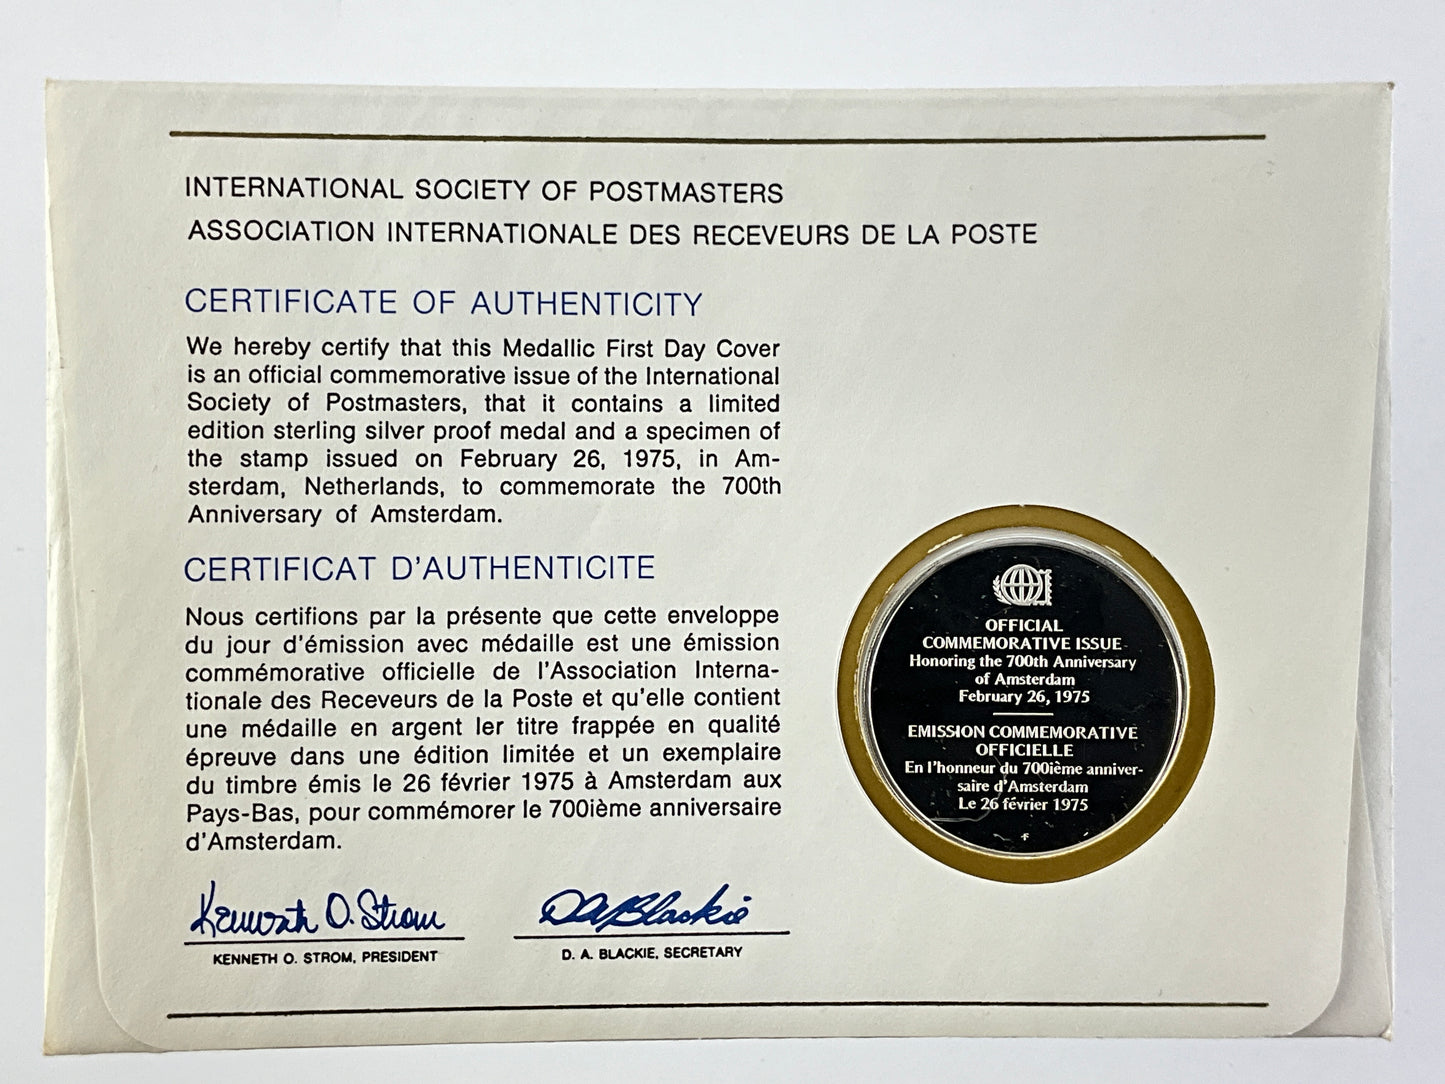 INTERNATIONAL SOCIETY OF POSTMASTERS
ASSOCIATION INTERNATIONALE DES RECEVEURS DE LA POSTE
CERTIFICATE OF AUTHENTICITY
We hereby certify that this Medallic First Day Cover
is an official commemorative issue of the International
Society of Postmasters, that it contains a limited
edition sterling silver proof medal and a specimen of
the stamp issued on February 26, 1975, in Am-
sterdam, Netherlands, to commemorate the 700th
Anniversary of Amsterdam.
CERTIFICAT D'AUTHENTICITE
Nous certifions par la présente que cette enveloppe
du jour d'émission avec médaille est une émission
commémorative officielle de l'Association Interna-
tionale des Receveurs de la Poste et qu'elle contient
une médaille en argent ler titre frappée en qualité
épreuve dans une édition limitée et un exemplaire
du timbre émis le 26 février 1975 à Amsterdam aux
Pays-Bas, pour commémorer le 700ième anniversaire
d'Amsterdam.
Kenneth O. Strom
KENNETH O. STROM, PRESIDENT
D A Blackie
D. A. BLACKIE, SECRETARY
OFFICIAL
COMMEMORATIVE ISSUE
Honoring the 700th Anniversary
of Amsterdam
February 26, 1975
EMISSION COMMEMORATIVE
OFFICIELLE
En l'honneur du 700ième anniver-
saire d'Amsterdam
Le 26 février 1975